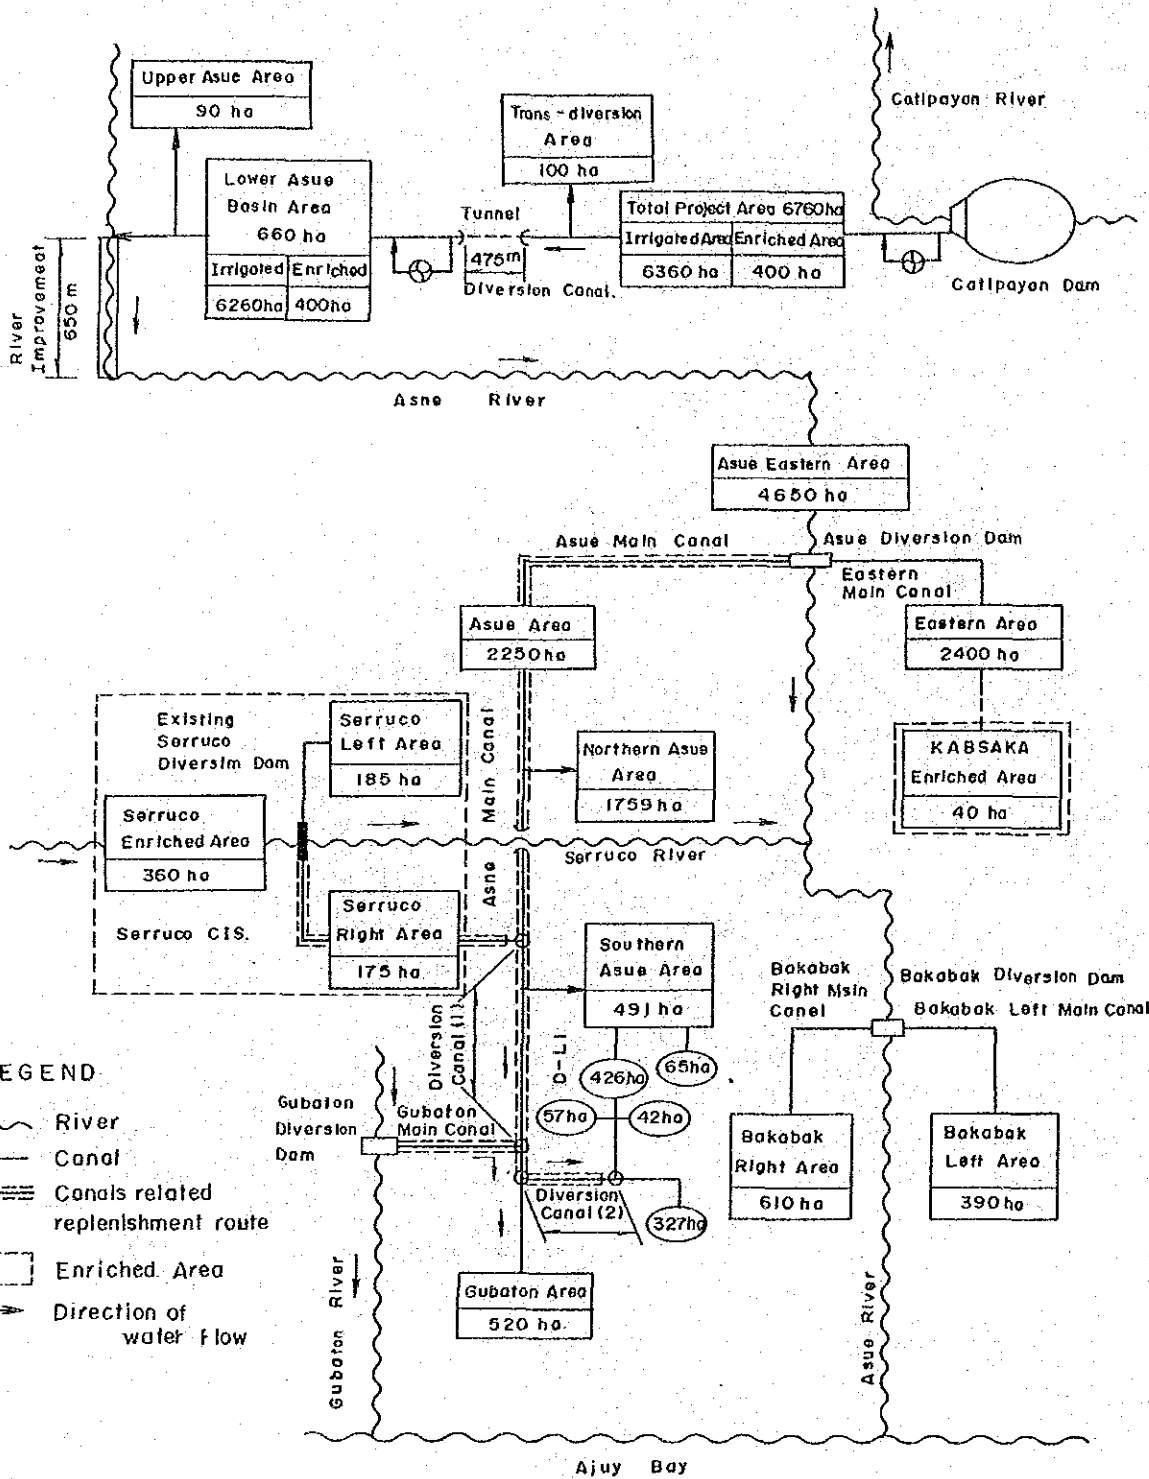 Upper Asue Area
90 ha
Trans-diversion
Area
100 ha
Catipayan River
Lower Asue
Basin Area
660 ha
Irrigated Enriched
6260ha 400ha
Tunnel
475m
Diversion Canal.
Total Project Area 6760ha
Irrigated Area Enriched Area
6360 ha 400 ha
Catipayan Dam
River
Improvemeat
650 m
Asne River
Asue Eastern Area
4650 ha
Asue Main Canal
Asue Diversion Dam
Eastern
Main Canal
Asue Area
2250ha
Eastern Area
2400 ha
Existing
Serruco
Diversim Dam
Serruco
Left Area
185 ha
Asne Main Canal
Northern Asue
Area
1759ha
KABSAKA
Enriched Area
40 ha
Serruco
Enriched Area
360 ha
Serruco River
Serruco CIS.
Serruco
Right Area
175 ha
Southern
Asue Area
491 ha
Bakabak
Right Msin
Canel
Bakabak Diversion Dam
Bakabak Left Main Canal
Diversion
Canal (1)
D-L1
426ha
65ha
57ha
42ha
EGEND
River
Canal
Canals related
replenishment route
Enriched Area
Direction of
water Flow
Gubaton
Diversion
Dam
Gubaton
Main Canal
Diversion
Canal (2)
327ha
Bakabak
Right Area
610 ha
Bakabak
Left Area
390 ha
Gubaton Area
520 ha
Gubaton River
Asue River
Ajuy Bay